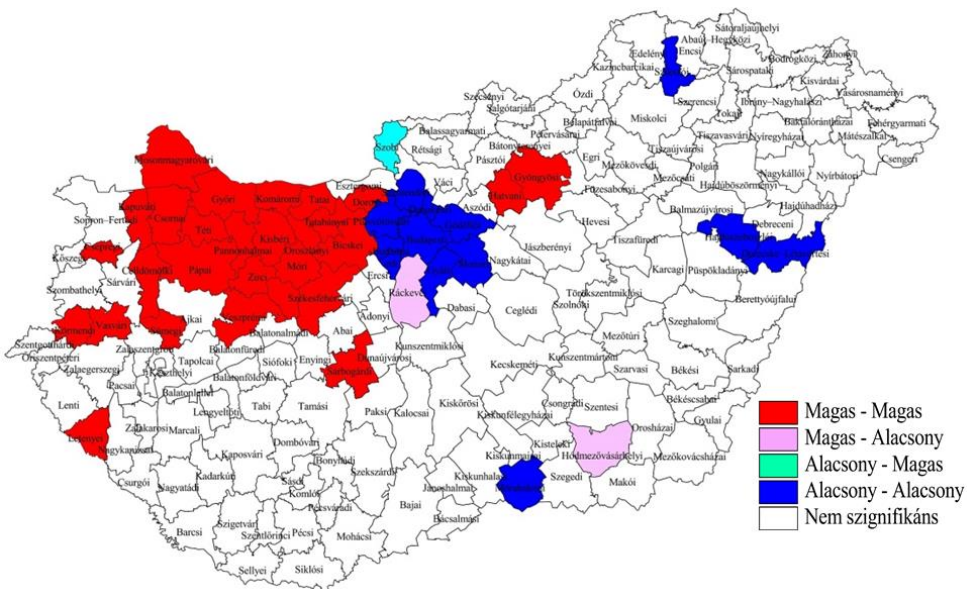 Sátoraljaújhelyi
Abaúj–Hegyközi
Edelényi
Encsi
Bodrogközi
Záhonyi
Kazincbarcikai
Sárospataki
Kisvárdai
Szécsényi
Salgótarjáni
Ózdi
Szerencsi
Ibrány–Nagyhalászi
Vásárosnaményi
Balassagyarmati
Pétervásárai
Bélapátfalvai
Miskolci
Tokaji
Baktalórántházai
Fehérgyarmati
Szobi
Rétsági
Bátonyterenyei
Tiszavasvári
Nyíregyházai
Mátészalkai
Mosonmagyaróvári
Pásztói
Egri
Tiszaújvárosi
Csengeri
Esztergomi
Váci
Gyöngyösi
Mezőkövesdi
Polgári
Nagykállói
Nyírbátori
Győri
Komáromi
Tatai
Hatvani
Füzesabonyi
Mezőcsáti
Hajdúböszörményi
Kapuvári
Csornai
Aszódi
Hajdúhadházi
Sopron–Fertődi
Téti
Tatabányai
Hevesi
Balmazújvárosi
Debreceni
Csepregi
Kisbéri
Oroszlányi
Bicskei
Jászberényi
Tiszafüredi
Kőszegi
Pannonhalmai
Celldömölki
Pápai
Zirci
Móri
Ercsi
Nagykátai
Karcagi
Püspökladányi
Sárvári
Szombathelyi
Székesfehérvári
Ráckevei
Törökszentmiklósi
Berettyóújfalui
Adonyi
Dabasi
Ceglédi
Szolnoki
Körmendi
Vasvári
Sümegi
Ajkai
Veszprémi
Balatonalmádi
Abai
Szeghalomi
Szentgotthárdi
Zalaszentgróti
Tapolcai
Balatonfüredi
Siófoki
Enyingi
Dunaújvárosi
Kunszentmiklósi
Mezőtúri
Őriszentpéteri
Zalaegerszegi
Keszthelyi
Sárbogárdi
Kecskeméti
Kunszentmártoni
Szarvasi
Békési
Sarkadi
Pacsai
Balatonföldvári
Lenti
Balatonlellei
Kiskőrösi
Csongrádi
Békéscsabai
Zalakarosi
Lengyeltóti
Tabi
Tamási
Paksi
Kalocsai
Kiskunfélegyházai
Szentesi
Gyulai
Letenyei
Marcali
Orosházai
Nagykanizsai
Kaposvári
Dombóvári
Kisteleki
Hódmezővásárhelyi
Mezőkovácsházai
Bonyhádi
Szekszárdi
Kiskunmajsai
Csurgói
Nagyatádi
Kadarkúti
Sásdi
Kiskunhalasi
Szegedi
Makói
Komlói
Jánoshalmai
Pécsváradi
Bajai
Bácsalmási
Barcsi
Szigetvári
Szentlőrinci
Pécsi
Mohácsi
Sellyei
Siklósi
Magas - Magas
Magas - Alacsony
Alacsony - Magas
Alacsony - Alacsony
Nem szignifikáns